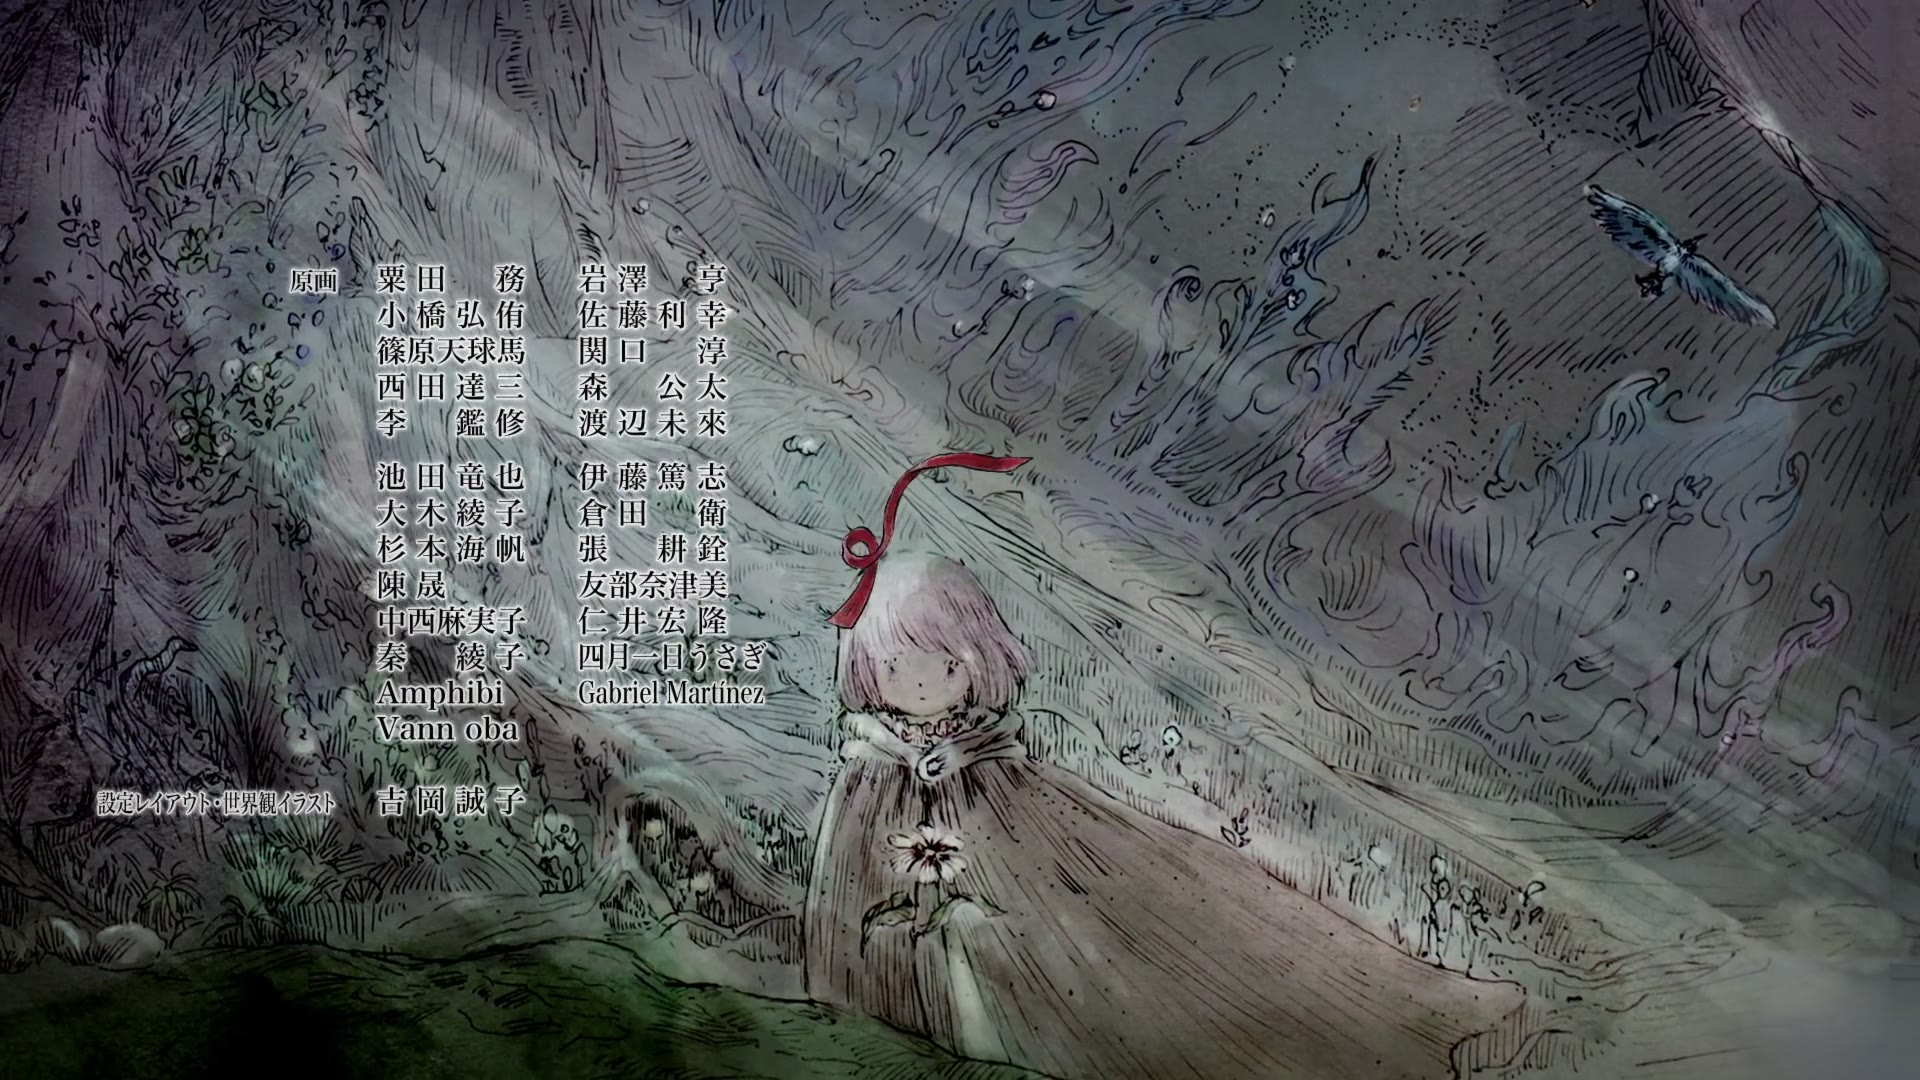 原画 粟田 務 岩澤 亨
小橋弘侑 佐藤利幸
篠原天球馬 関口 淳
西田達三 森 公太
李 鑑修 渡辺未來
池田竜也 伊藤篤志
大木綾子 倉田 衛
杉本海帆 張 耕銓
陳晟 友部奈津美
中西麻実子 仁井宏隆
秦 綾子 四月一日うさぎ
Amphibi Gabriel Martínez
Vann oba
設定レイアウト・世界観イラスト 吉岡誠子